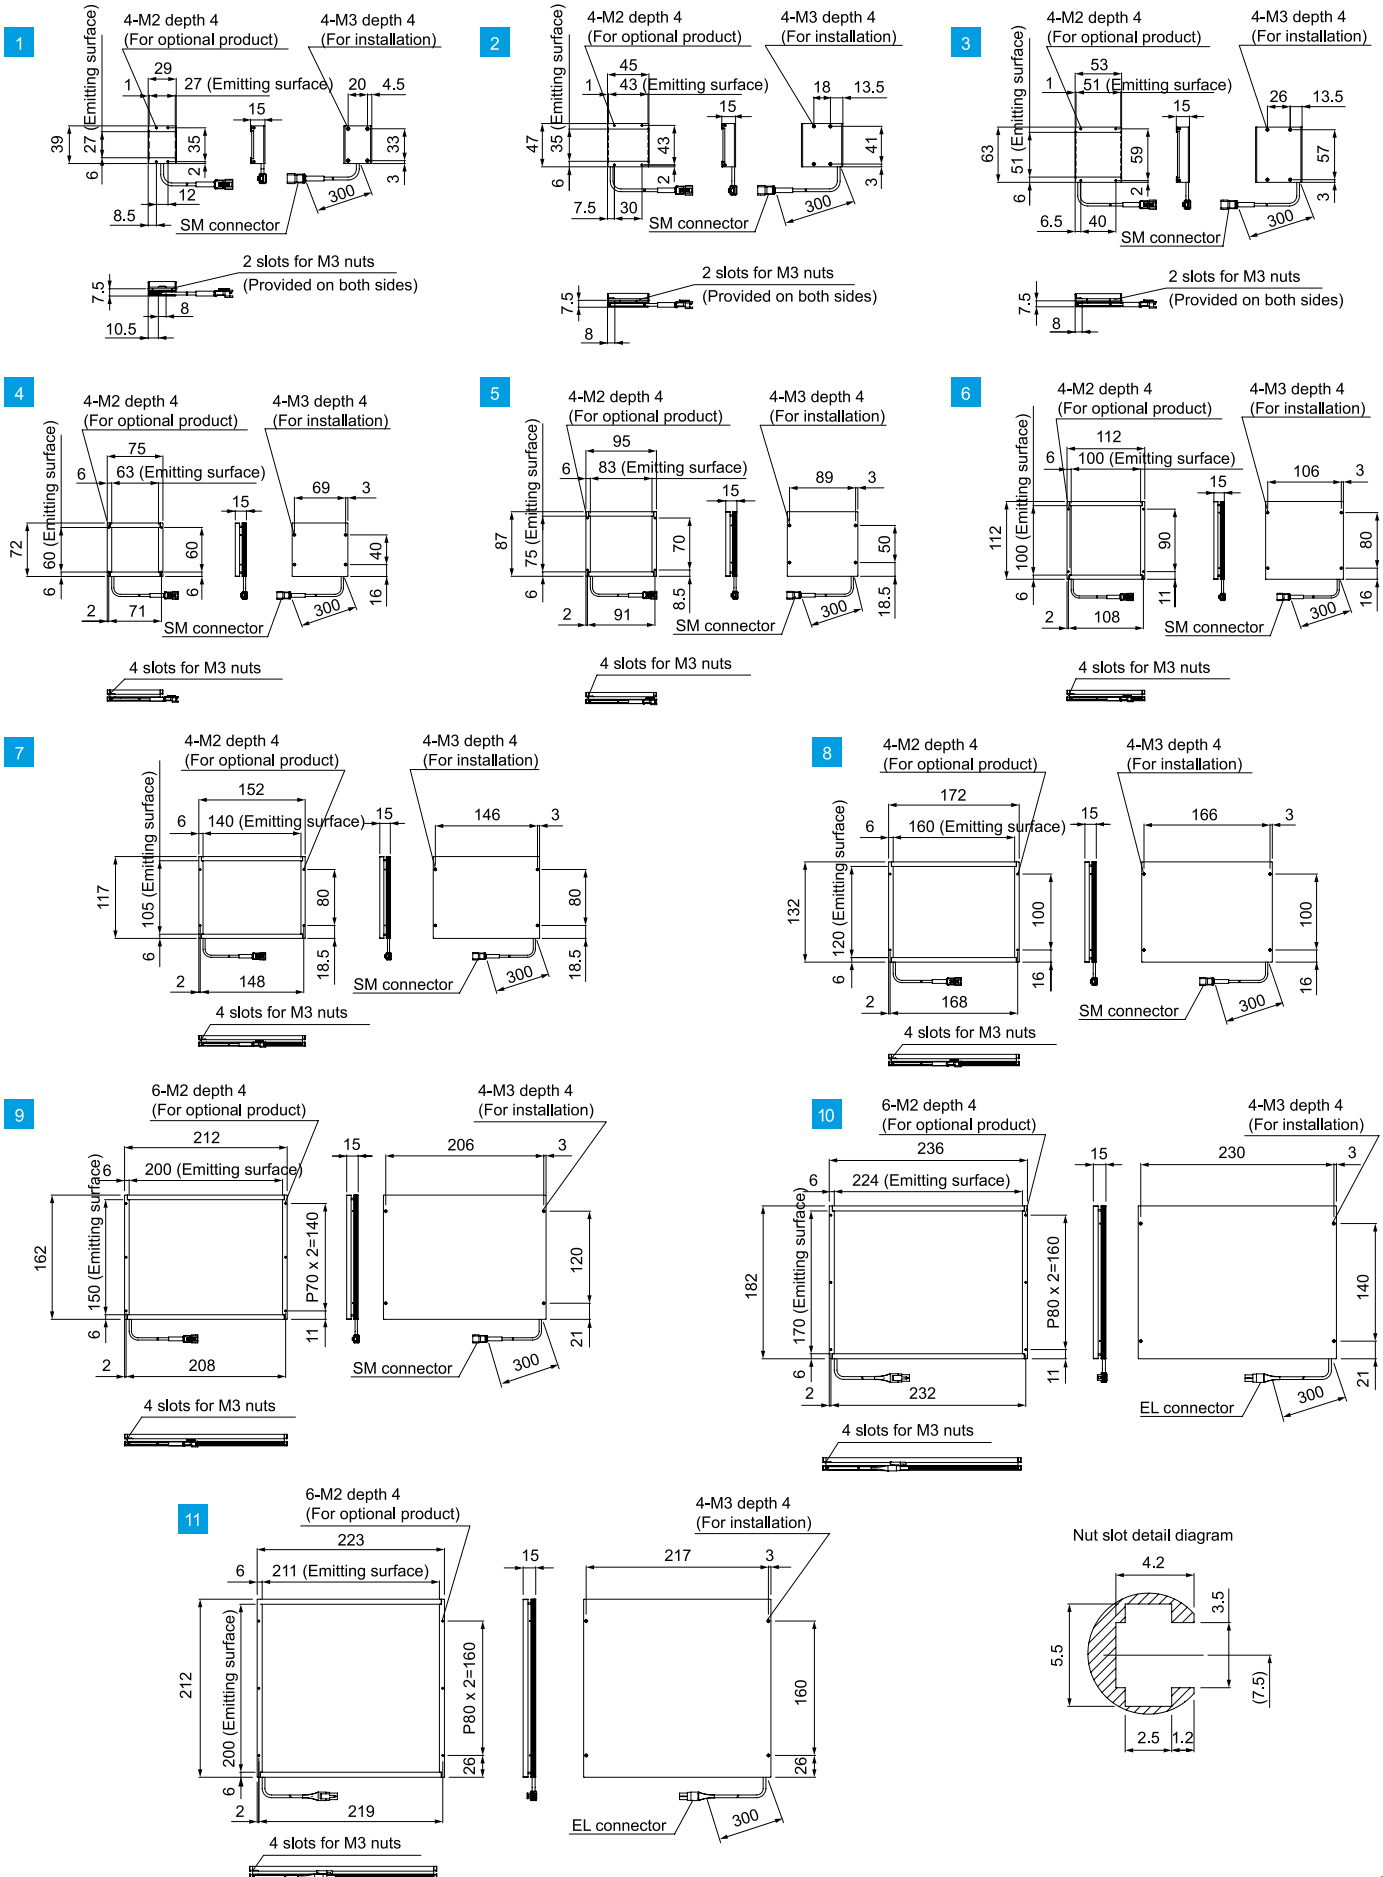 1
4-M2 depth 4
(For optional product)
4-M3 depth 4
(For installation)
29
1
27 (Emitting surface)
27 (Emitting surface)
39
6
35
2
12
8.5
15
20
4.5
33
3
300
SM connector
2 slots for M3 nuts
(Provided on both sides)
7.5
8
10.5
2
4-M2 depth 4
(For optional product)
4-M3 depth 4
(For installation)
45
1
43 (Emitting surface)
35 (Emitting surface)
47
6
43
2
7.5
30
15
18
13.5
41
3
300
SM connector
2 slots for M3 nuts
(Provided on both sides)
7.5
8
3
4-M2 depth 4
(For optional product)
4-M3 depth 4
(For installation)
53
1
51 (Emitting surface)
51 (Emitting surface)
63
6
59
2
6.5
40
15
26
13.5
57
3
300
SM connector
2 slots for M3 nuts
(Provided on both sides)
7.5
8
4
4-M2 depth 4
(For optional product)
4-M3 depth 4
(For installation)
75
6
63 (Emitting surface)
60 (Emitting surface)
72
6
60
6
2
71
15
69
3
40
16
300
SM connector
4 slots for M3 nuts
5
4-M2 depth 4
(For optional product)
4-M3 depth 4
(For installation)
95
6
83 (Emitting surface)
75 (Emitting surface)
87
6
70
8.5
2
91
15
89
3
50
18.5
300
SM connector
4 slots for M3 nuts
6
4-M2 depth 4
(For optional product)
4-M3 depth 4
(For installation)
112
6
100 (Emitting surface)
100 (Emitting surface)
112
6
90
11
2
108
15
106
3
80
16
300
SM connector
4 slots for M3 nuts
7
4-M2 depth 4
(For optional product)
4-M3 depth 4
(For installation)
152
6
140 (Emitting surface)
105 (Emitting surface)
117
6
80
18.5
2
148
15
146
3
80
18.5
300
SM connector
4 slots for M3 nuts
8
4-M2 depth 4
(For optional product)
4-M3 depth 4
(For installation)
172
6
160 (Emitting surface)
120 (Emitting surface)
132
6
100
16
2
168
15
166
3
100
16
300
SM connector
4 slots for M3 nuts
9
6-M2 depth 4
(For optional product)
4-M3 depth 4
(For installation)
212
6
200 (Emitting surface)
150 (Emitting surface)
162
6
P70 x 2=140
11
2
208
15
206
3
120
21
300
SM connector
4 slots for M3 nuts
10
6-M2 depth 4
(For optional product)
4-M3 depth 4
(For installation)
236
6
224 (Emitting surface)
170 (Emitting surface)
182
6
P80 x 2=160
11
2
232
15
230
3
140
21
300
EL connector
4 slots for M3 nuts
11
6-M2 depth 4
(For optional product)
4-M3 depth 4
(For installation)
223
6
211 (Emitting surface)
200 (Emitting surface)
212
6
P80 x 2=160
26
2
219
15
217
3
160
26
300
EL connector
4 slots for M3 nuts
Nut slot detail diagram
4.2
3.5
5.5
(7.5)
2.5
1.2